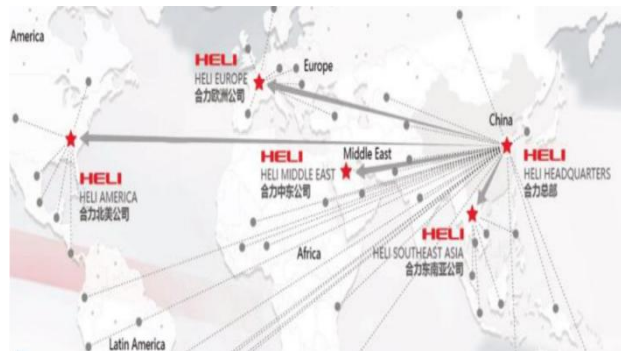 America
HELI
HELI EUROPE
合力欧洲公司
Europe
China
HELI
HELI HEADQUARTERS
合力总部
HELI
HELI MIDDLE EAST
合力中东公司
Middle East
HELI
HELI AMERICA
合力北美公司
HELI
HELI SOUTHEAST ASIA
合力东南亚公司
Africa
Latin America